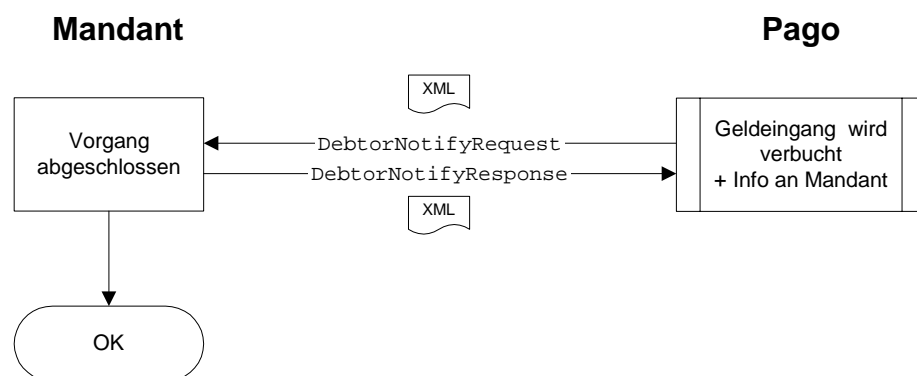 Mandant
Pago
XML
Vorgang
abgeschlossen
DebtorNotifyRequest
DebtorNotifyResponse
Geldeingang wird
verbucht
+ Info an Mandant
XML
OK